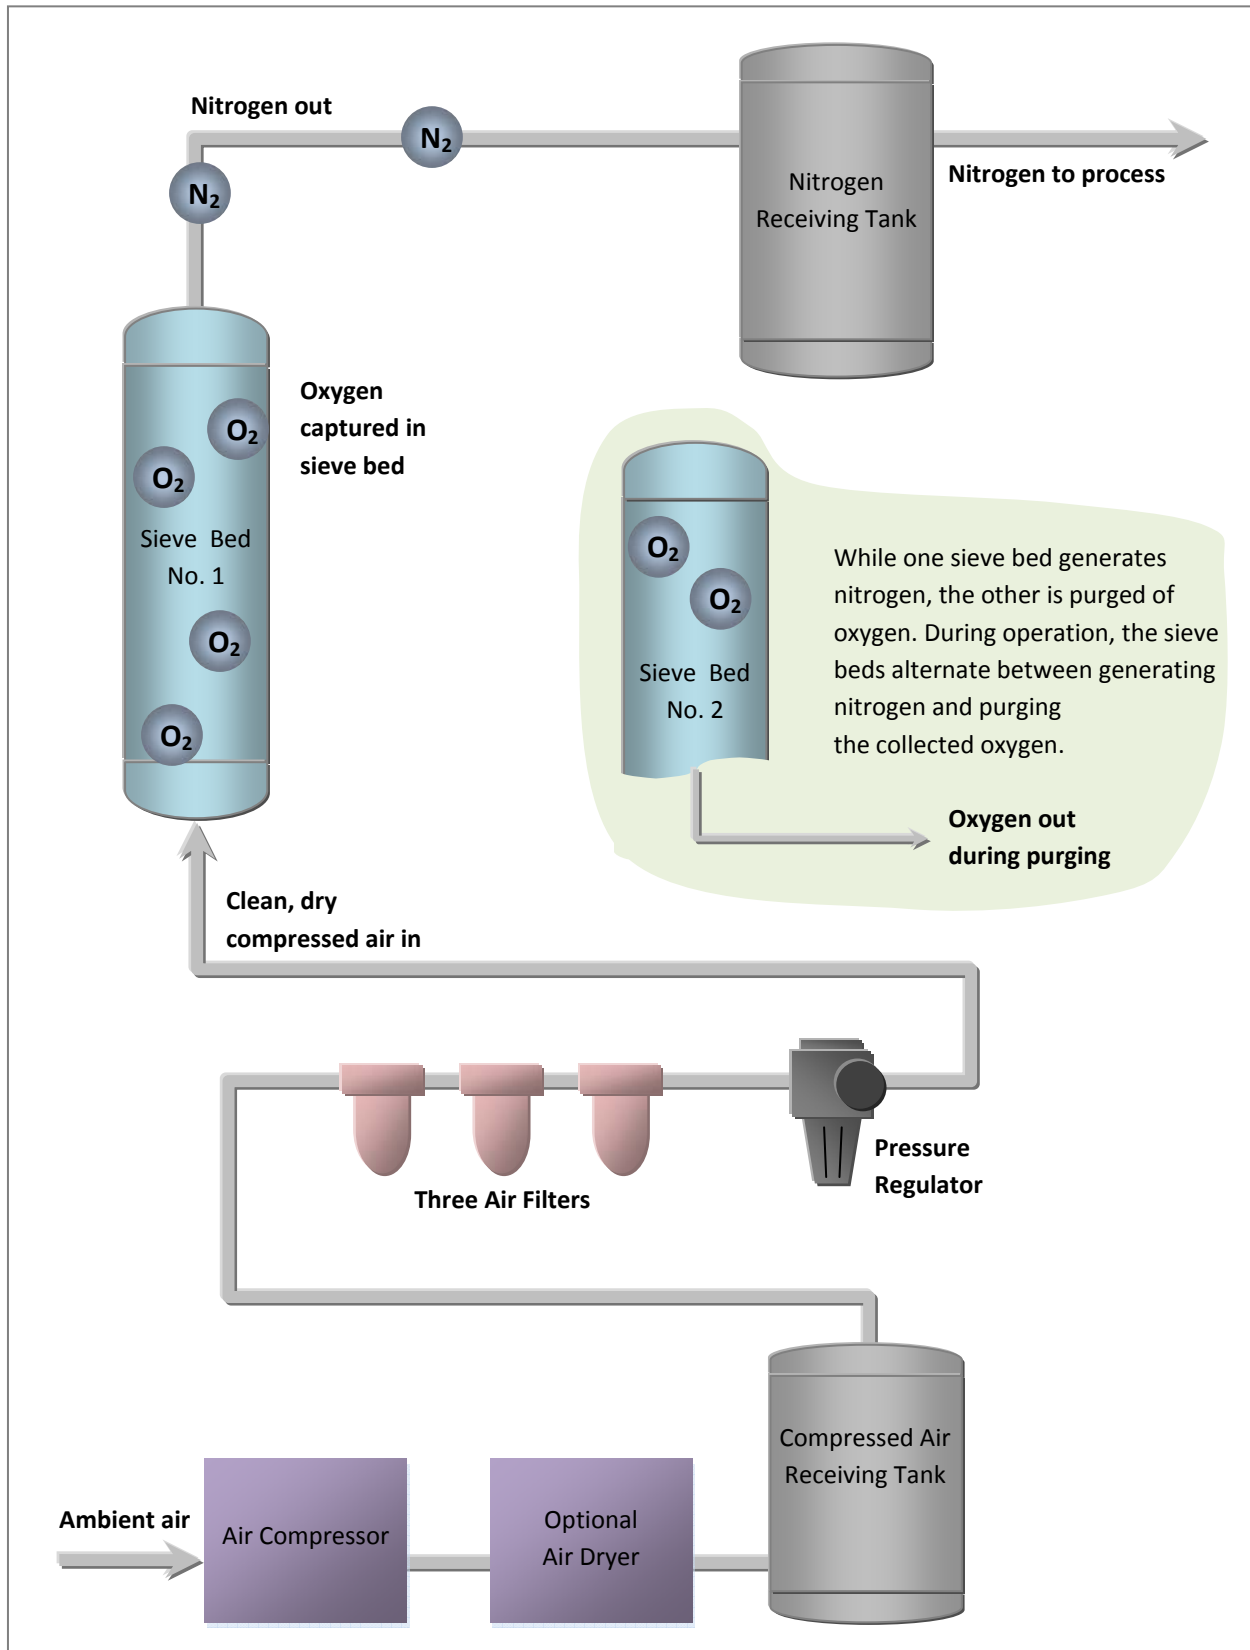 Nitrogen out
N₂
N₂
Nitrogen
Receiving Tank
Nitrogen to process
Oxygen
captured in
sieve bed
O₂
O₂
Sieve Bed
No. 1
O₂
O₂
O₂
O₂
Sieve Bed
No. 2
While one sieve bed generates
nitrogen, the other is purged of
oxygen. During operation, the sieve
beds alternate between generating
nitrogen and purging
the collected oxygen.
Oxygen out
during purging
Clean, dry
compressed air in
Three Air Filters
Pressure
Regulator
Compressed Air
Receiving Tank
Ambient air
Air Compressor
Optional
Air Dryer